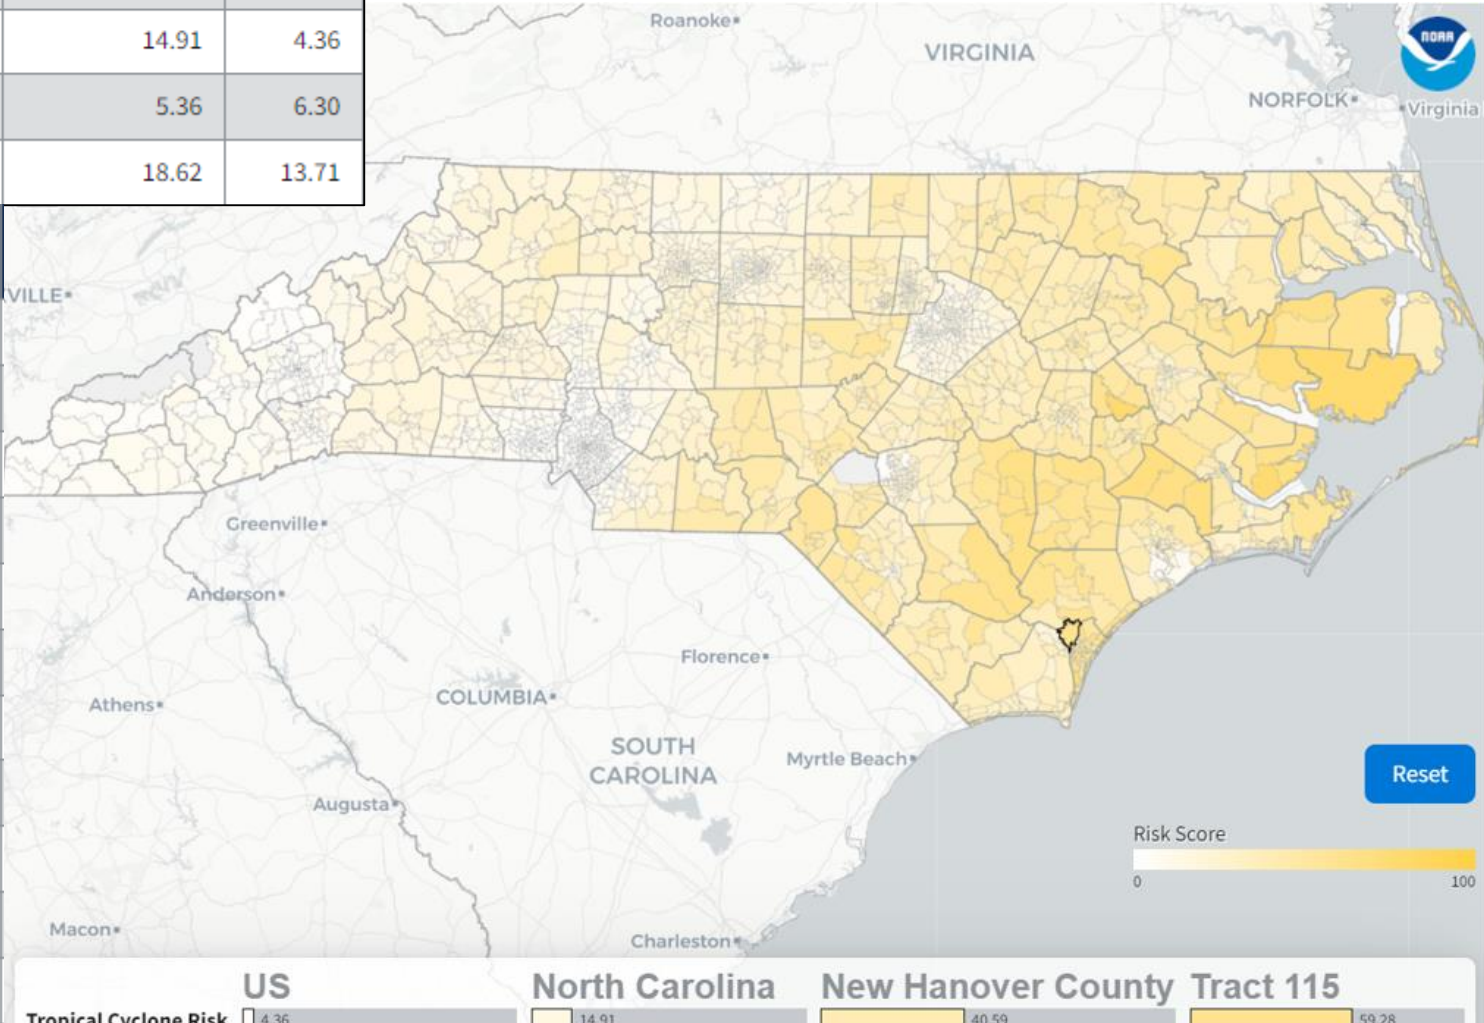 14.91 4.36
5.36 6.30
18.62 13.71
Roanoke
VIRGINIA
NOAA
NORFOLK
Virginia
VILLE
Greenville
Anderson
Florence
Athens
COLUMBIA
SOUTH
CAROLINA
Myrtle Beach
Augusta
Reset
Risk Score
0 100
Macon
Charleston
US North Carolina New Hanover County Tract 115
Tropical Cyclone Risk 4.36 14.91 40.59 59.28